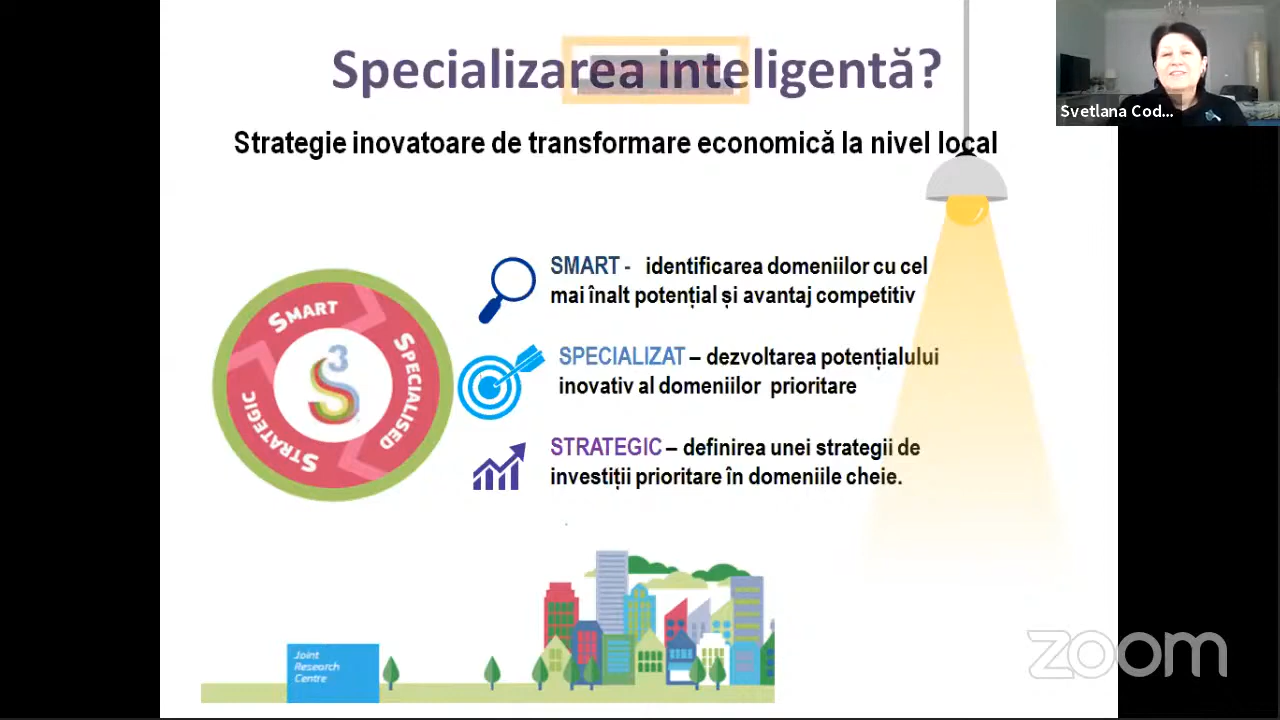 Specializarea inteligentă?
Strategie inovatoare de transformare economică la nivel local
Svetlana Cod...
SMART - identificarea domeniilor cu cel
mai înalt potențial și avantaj competitiv
SPECIALIZAT – dezvoltarea potențialului
inovativ al domeniilor prioritare
STRATEGIC – definirea unei strategii de
investiții prioritare în domeniile cheie.
SMART
SPECIALISED
STRATEGIC
S3
Joint
Research
Centre
zoom